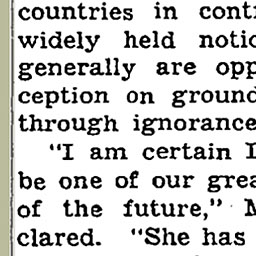 countries in cont
widely held notic
generally are opp
ception on ground
through ignorance
"I am certain I
be one of our grea
of the future," M
clared. "She has